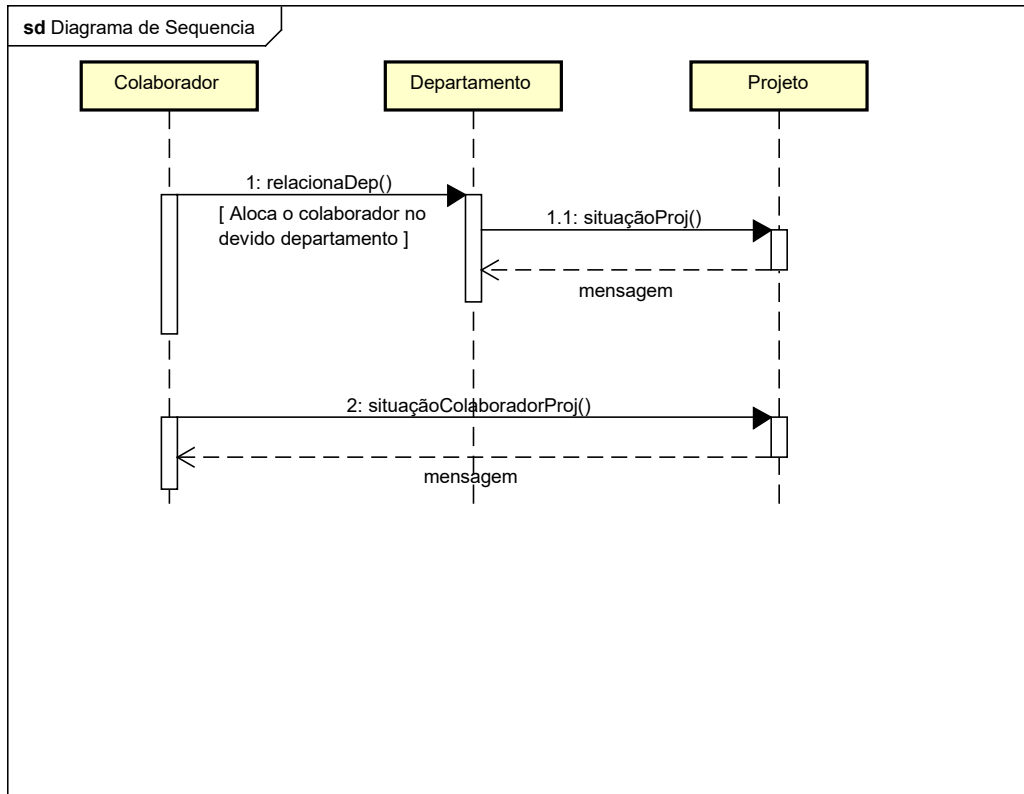 sd Diagrama de Sequencia
Colaborador
Departamento
Projeto
1: relacionaDep()
[ Aloca o colaborador no
devido departamento ]
1.1: situaçãoProj()
mensagem
2: situaçãoColaboradorProj()
mensagem